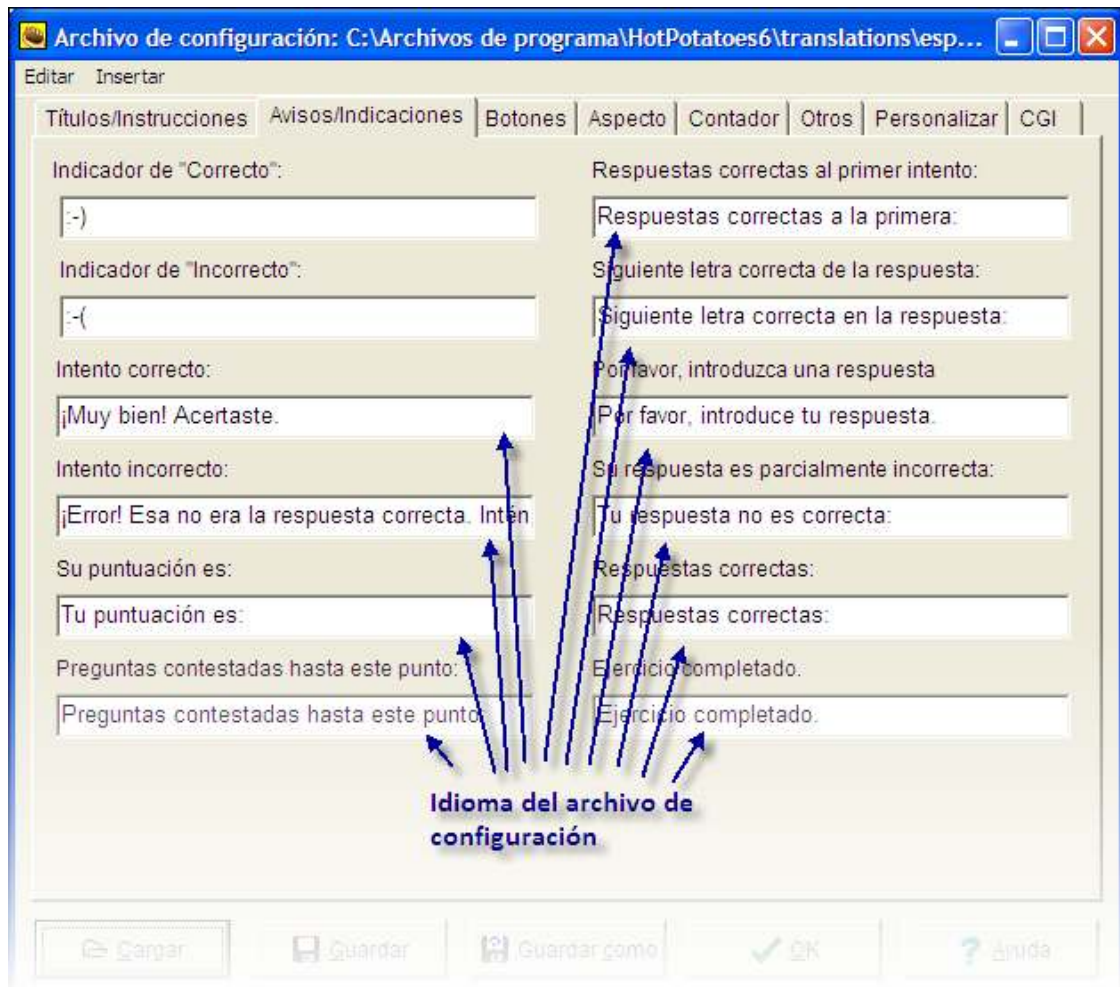 Archivo de configuración: C:\Archivos de programa\HotPotatoes6\translations\esp...
Editar Insertar
Títulos/Instrucciones Avisos/Indicaciones Botones Aspecto Contador Otros Personalizar CGI
Indicador de "Correcto":
:-)
Indicador de "Incorrecto":
:-(
Intento correcto:
¡Muy bien! Acertaste.
Intento incorrecto:
¡Error! Esa no era la respuesta correcta. Intén
Su puntuación es:
Tu puntuación es:
Preguntas contestadas hasta este punto:
Preguntas contestadas hasta este punto
Respuestas correctas al primer intento:
Respuestas correctas a la primera:
Siguiente letra correcta de la respuesta:
Siguiente letra correcta en la respuesta:
Por favor, introduzca una respuesta
Por favor, introduce tu respuesta.
Su respuesta es parcialmente incorrecta:
Tu respuesta no es correcta:
Respuestas correctas:
Respuestas correctas:
Ejercicio completado.
Ejercicio completado.
Idioma del archivo de
configuración
Cargar Guardar Guardar como OK Ayuda